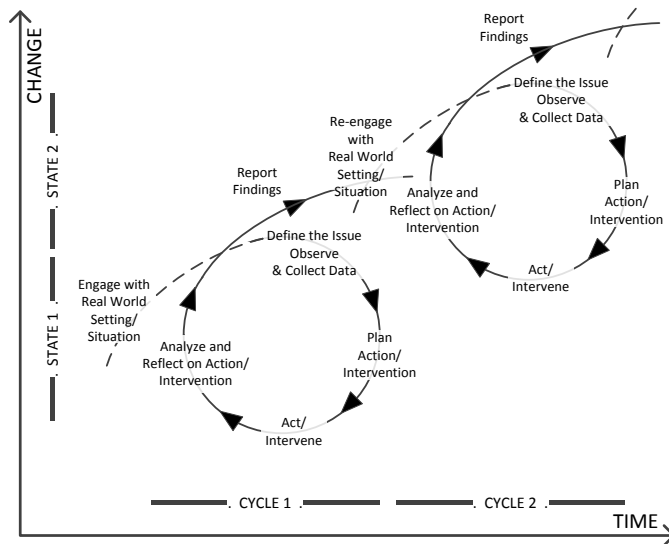 CHANGE
STATE 2
STATE 1
Report
Findings
Define the Issue
Observe
& Collect Data
Re-engage
with
Real World
Setting/
Situation
Analyze and
Reflect on Action/
Intervention
Plan
Action/
Intervention
Act/
Intervene
Report
Findings
Define the Issue
Observe
& Collect Data
Engage with
Real World
Setting/
Situation
Analyze and
Reflect on Action/
Intervention
Plan
Action/
Intervention
Act/
Intervene
CYCLE 1
CYCLE 2
TIME